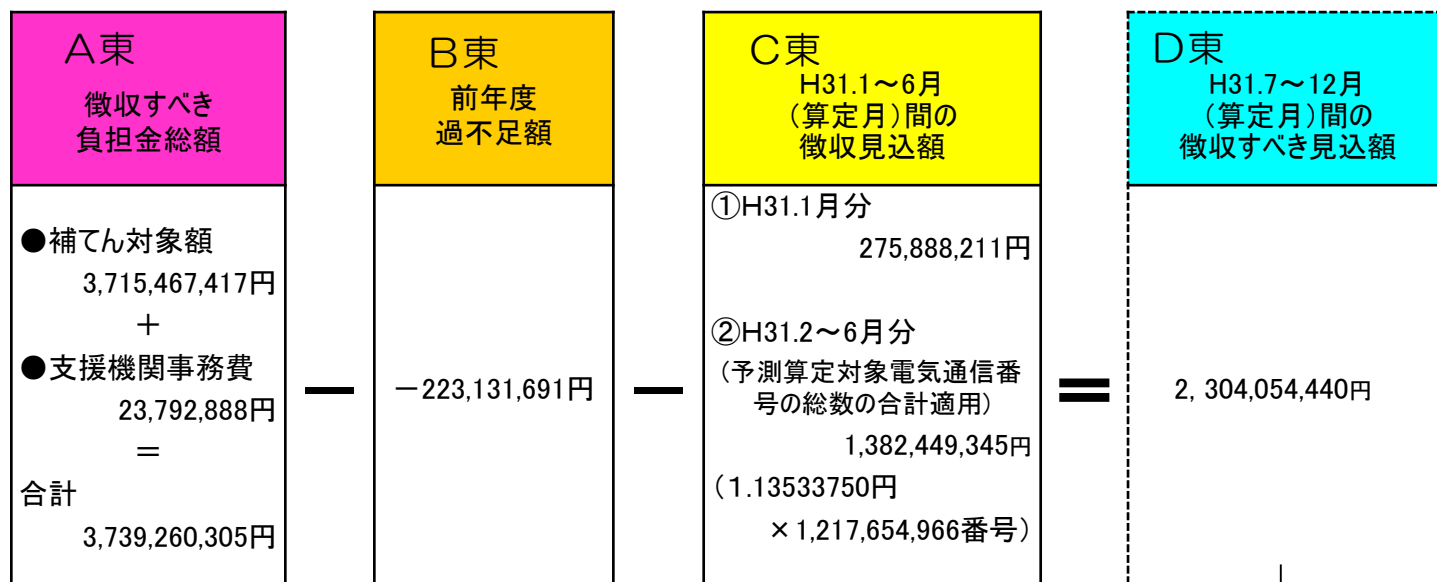 A東
徴収すべき
負担金総額
●補てん対象額
3,715,467,417円
＋
●支援機関事務費
23,792,888円
＝
合計
3,739,260,305円
－
B東
前年度
過不足額
－223,131,691円
－
C東
H31.1～6月
（算定月）間の
徴収見込額
①H31.1月分
275,888,211円
②H31.2～6月分
（予測算定対象電気通信番
号の総数の合計適用）
1,382,449,345円
（1.13533750円
×1,217,654,966番号）
＝
D東
H31.7～12月
（算定月）間の
徴収すべき見込額
2，304,054,440円